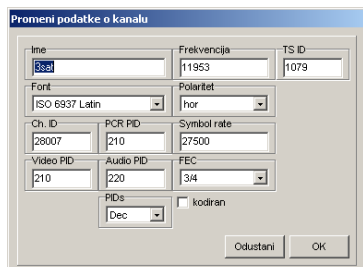 Promeni podatke o kanalu
Ime Frekvencija TS ID
3sat 11953 1079
Font Polaritet
ISO 6937 Latin hor
Ch. ID PCR PID Symbol rate
28007 210 27500
Video PID Audio PID FEC
210 220 3/4
PIDs
Dec kodiran
Odustani OK